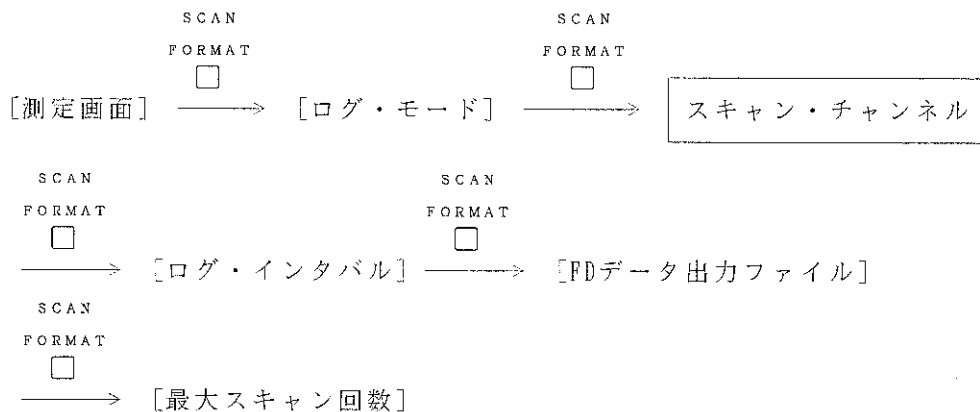 SCAN SCAN
FORMAT FORMAT
[測定画面] [ログ・モード] スキャン・チャンネル
SCAN SCAN
FORMAT FORMAT
[ログ・インタバル] [FDデータ出力ファイル]
SCAN
FORMAT
[最大スキャン回数]